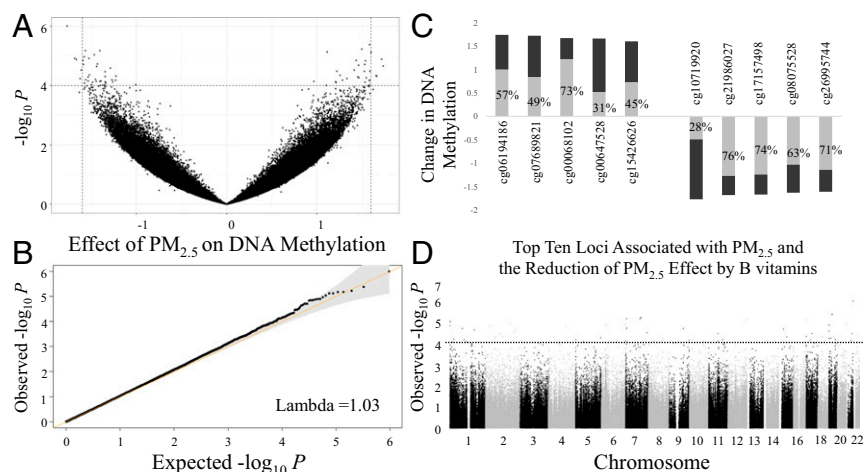 A
-log10 P
6
4
2
0
-1
0
1
Effect of PM2.5 on DNA Methylation
B
Observed -log10 P
6
5
4
3
2
1
0
Lambda =1.03
0
1
2
3
4
5
6
Expected -log10 P
C
Change in DNA
Methylation
2
1.5
1
0.5
0
-0.5
-1
-1.5
-2
57%
49%
73%
31%
45%
cg06194186
cg07689821
cg00068102
cg00647528
cg15426626
cg10719920
cg21986027
cg17157498
cg08075528
cg26995744
28%
76%
74%
63%
71%
Top Ten Loci Associated with PM2.5 and
the Reduction of PM2.5 Effect by B vitamins
D
Observed -log10 P
7
6
5
4
3
2
1
0
1 2 3 4 5 6 7 8 9 10 11 12 13 14 16 18 20 22
Chromosome